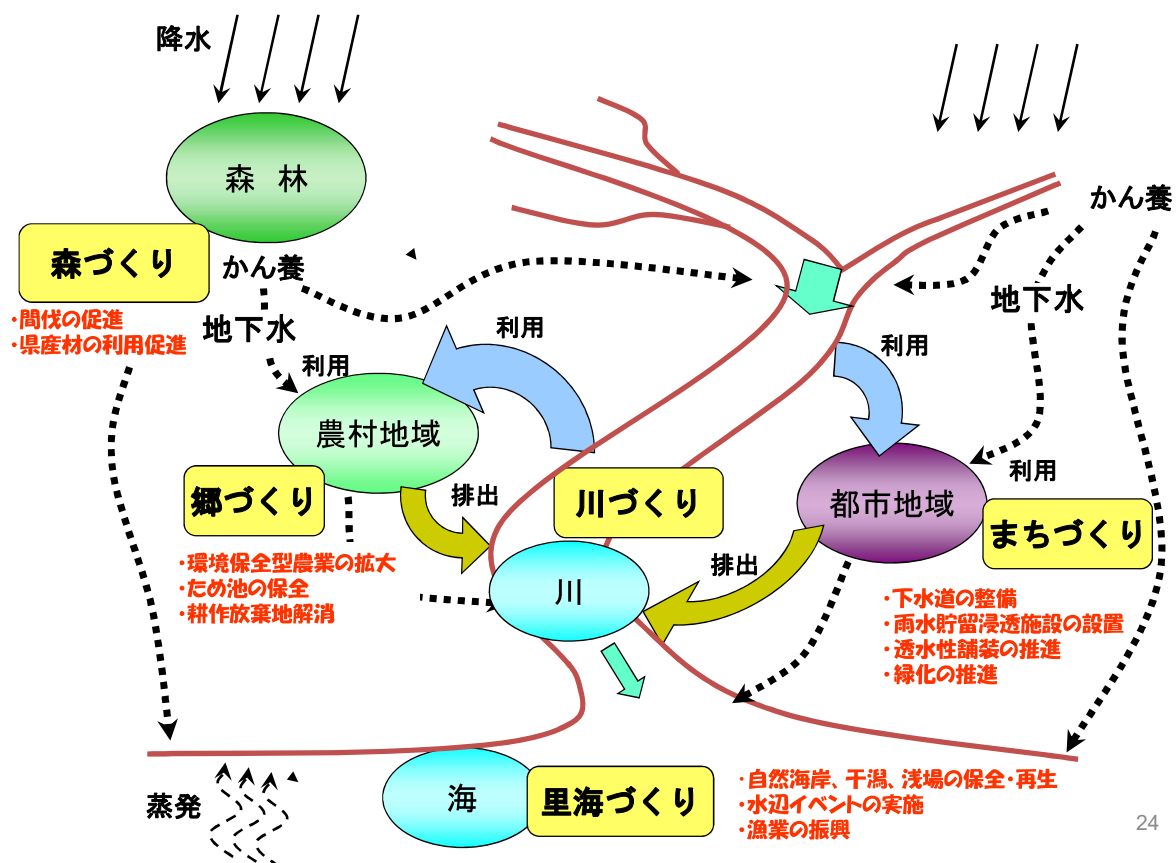 降水
森 林
森づくり
かん養
・間伐の促進
・県産材の利用促進
地下水
利用
利用
農村地域
郷づくり
排出
・環境保全型農業の拡大
・ため池の保全
・耕作放棄地解消
川づくり
川
かん養
地下水
利用
利用
都市地域
まちづくり
排出
・下水道の整備
・雨水貯留浸透施設の設置
・透水性舗装の推進
・緑化の推進
蒸発
海
里海づくり
・自然海岸、干潟、浅場の保全・再生
・水辺イベントの実施
・漁業の振興
24